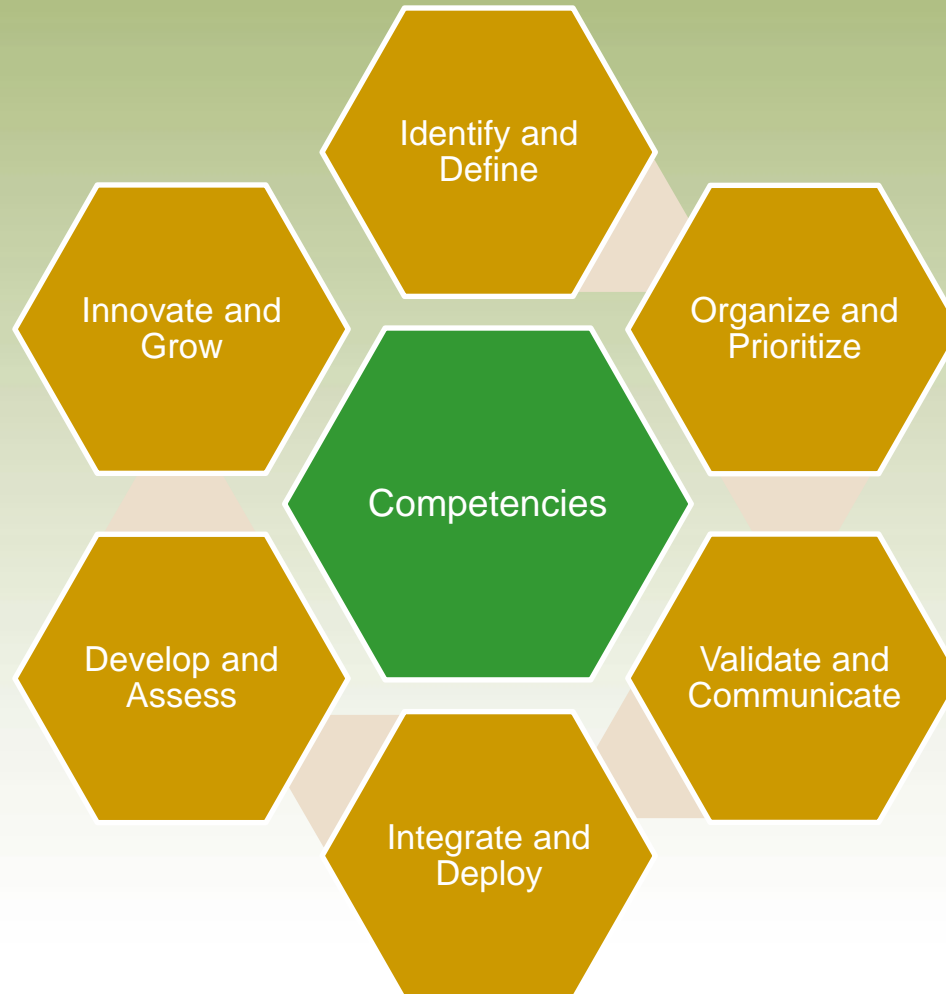 Identify and
Define
Organize and
Prioritize
Validate and
Communicate
Integrate and
Deploy
Develop and
Assess
Innovate and
Grow
Competencies